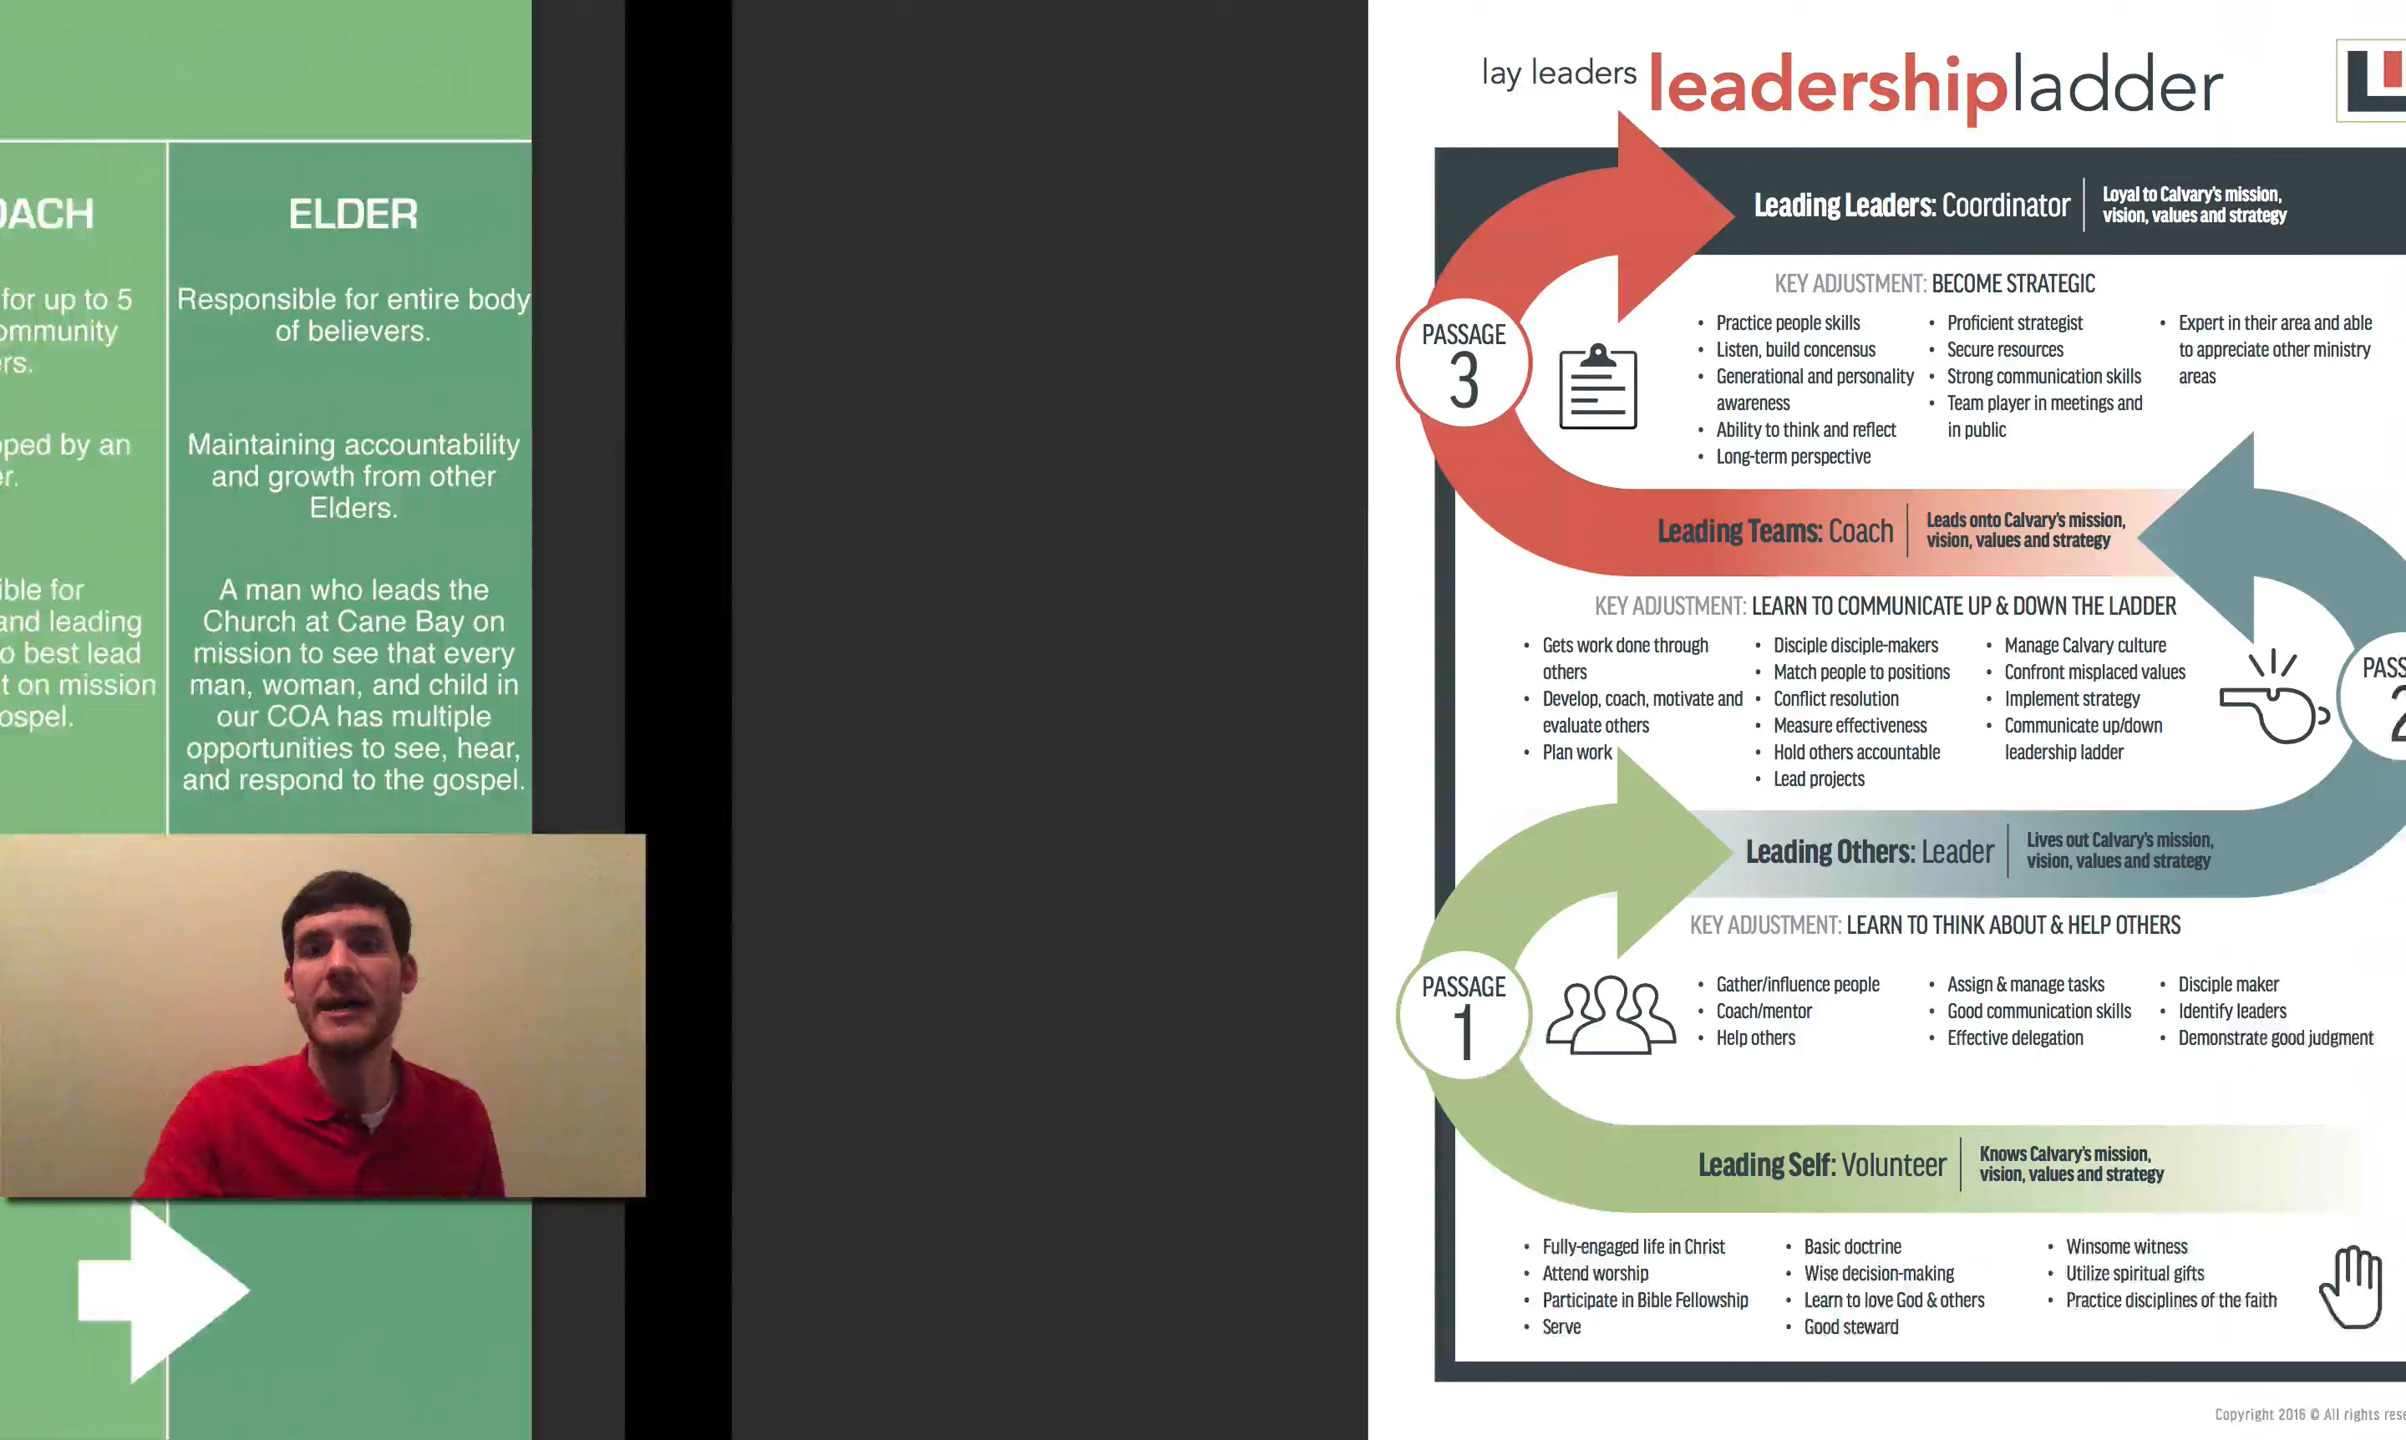 ELDER
for up to 5
Responsible for entire body
of believers.
by an
Maintaining accountability
and growth from other
Elders.
for
and leading
best lead
on mission
A man who leads the
Church at Cane Bay on
mission to see that every
man, woman, and child in
our COA has multiple
opportunities to see, hear,
and respond to the gospel.
lay leaders leadershipladder
Leading Leaders: Coordinator
Loyal to Calvary's mission,
vision, values and strategy
KEY ADJUSTMENT: BECOME STRATEGIC
PASSAGE
3
• Practice people skills
• Listen, build concensus
• Generational and personality
awareness
• Ability to think and reflect
• Long-term perspective
• Proficient strategist
• Secure resources
• Strong communication skills
• Team player in meetings and
in public
• Expert in their area and able
to appreciate other ministry
areas
Leading Teams: Coach
Leads onto Calvary's mission,
vision, values and strategy
KEY ADJUSTMENT: LEARN TO COMMUNICATE UP & DOWN THE LADDER
• Gets work done through
others
• Develop, coach, motivate and
evaluate others
• Plan work
• Disciple disciple-makers
• Match people to positions
• Conflict resolution
• Measure effectiveness
• Hold others accountable
• Lead projects
• Manage Calvary culture
• Confront misplaced values
• Implement strategy
• Communicate up/down
leadership ladder
2
Leading Others: Leader
Lives out Calvary's mission,
vision, values and strategy
KEY ADJUSTMENT: LEARN TO THINK ABOUT & HELP OTHERS
PASSAGE
1
• Gather/influence people
• Coach/mentor
• Help others
• Assign & manage tasks
• Good communication skills
• Effective delegation
• Disciple maker
• Identify leaders
• Demonstrate good judgment
Leading Self: Volunteer
Knows Calvary's mission,
vision, values and strategy
• Fully-engaged life in Christ
• Attend worship
• Participate in Bible Fellowship
• Serve
• Basic doctrine
• Wise decision-making
• Learn to love God & others
• Good steward
• Winsome witness
• Utilize spiritual gifts
• Practice disciplines of the faith
Copyright 2016 © All rights